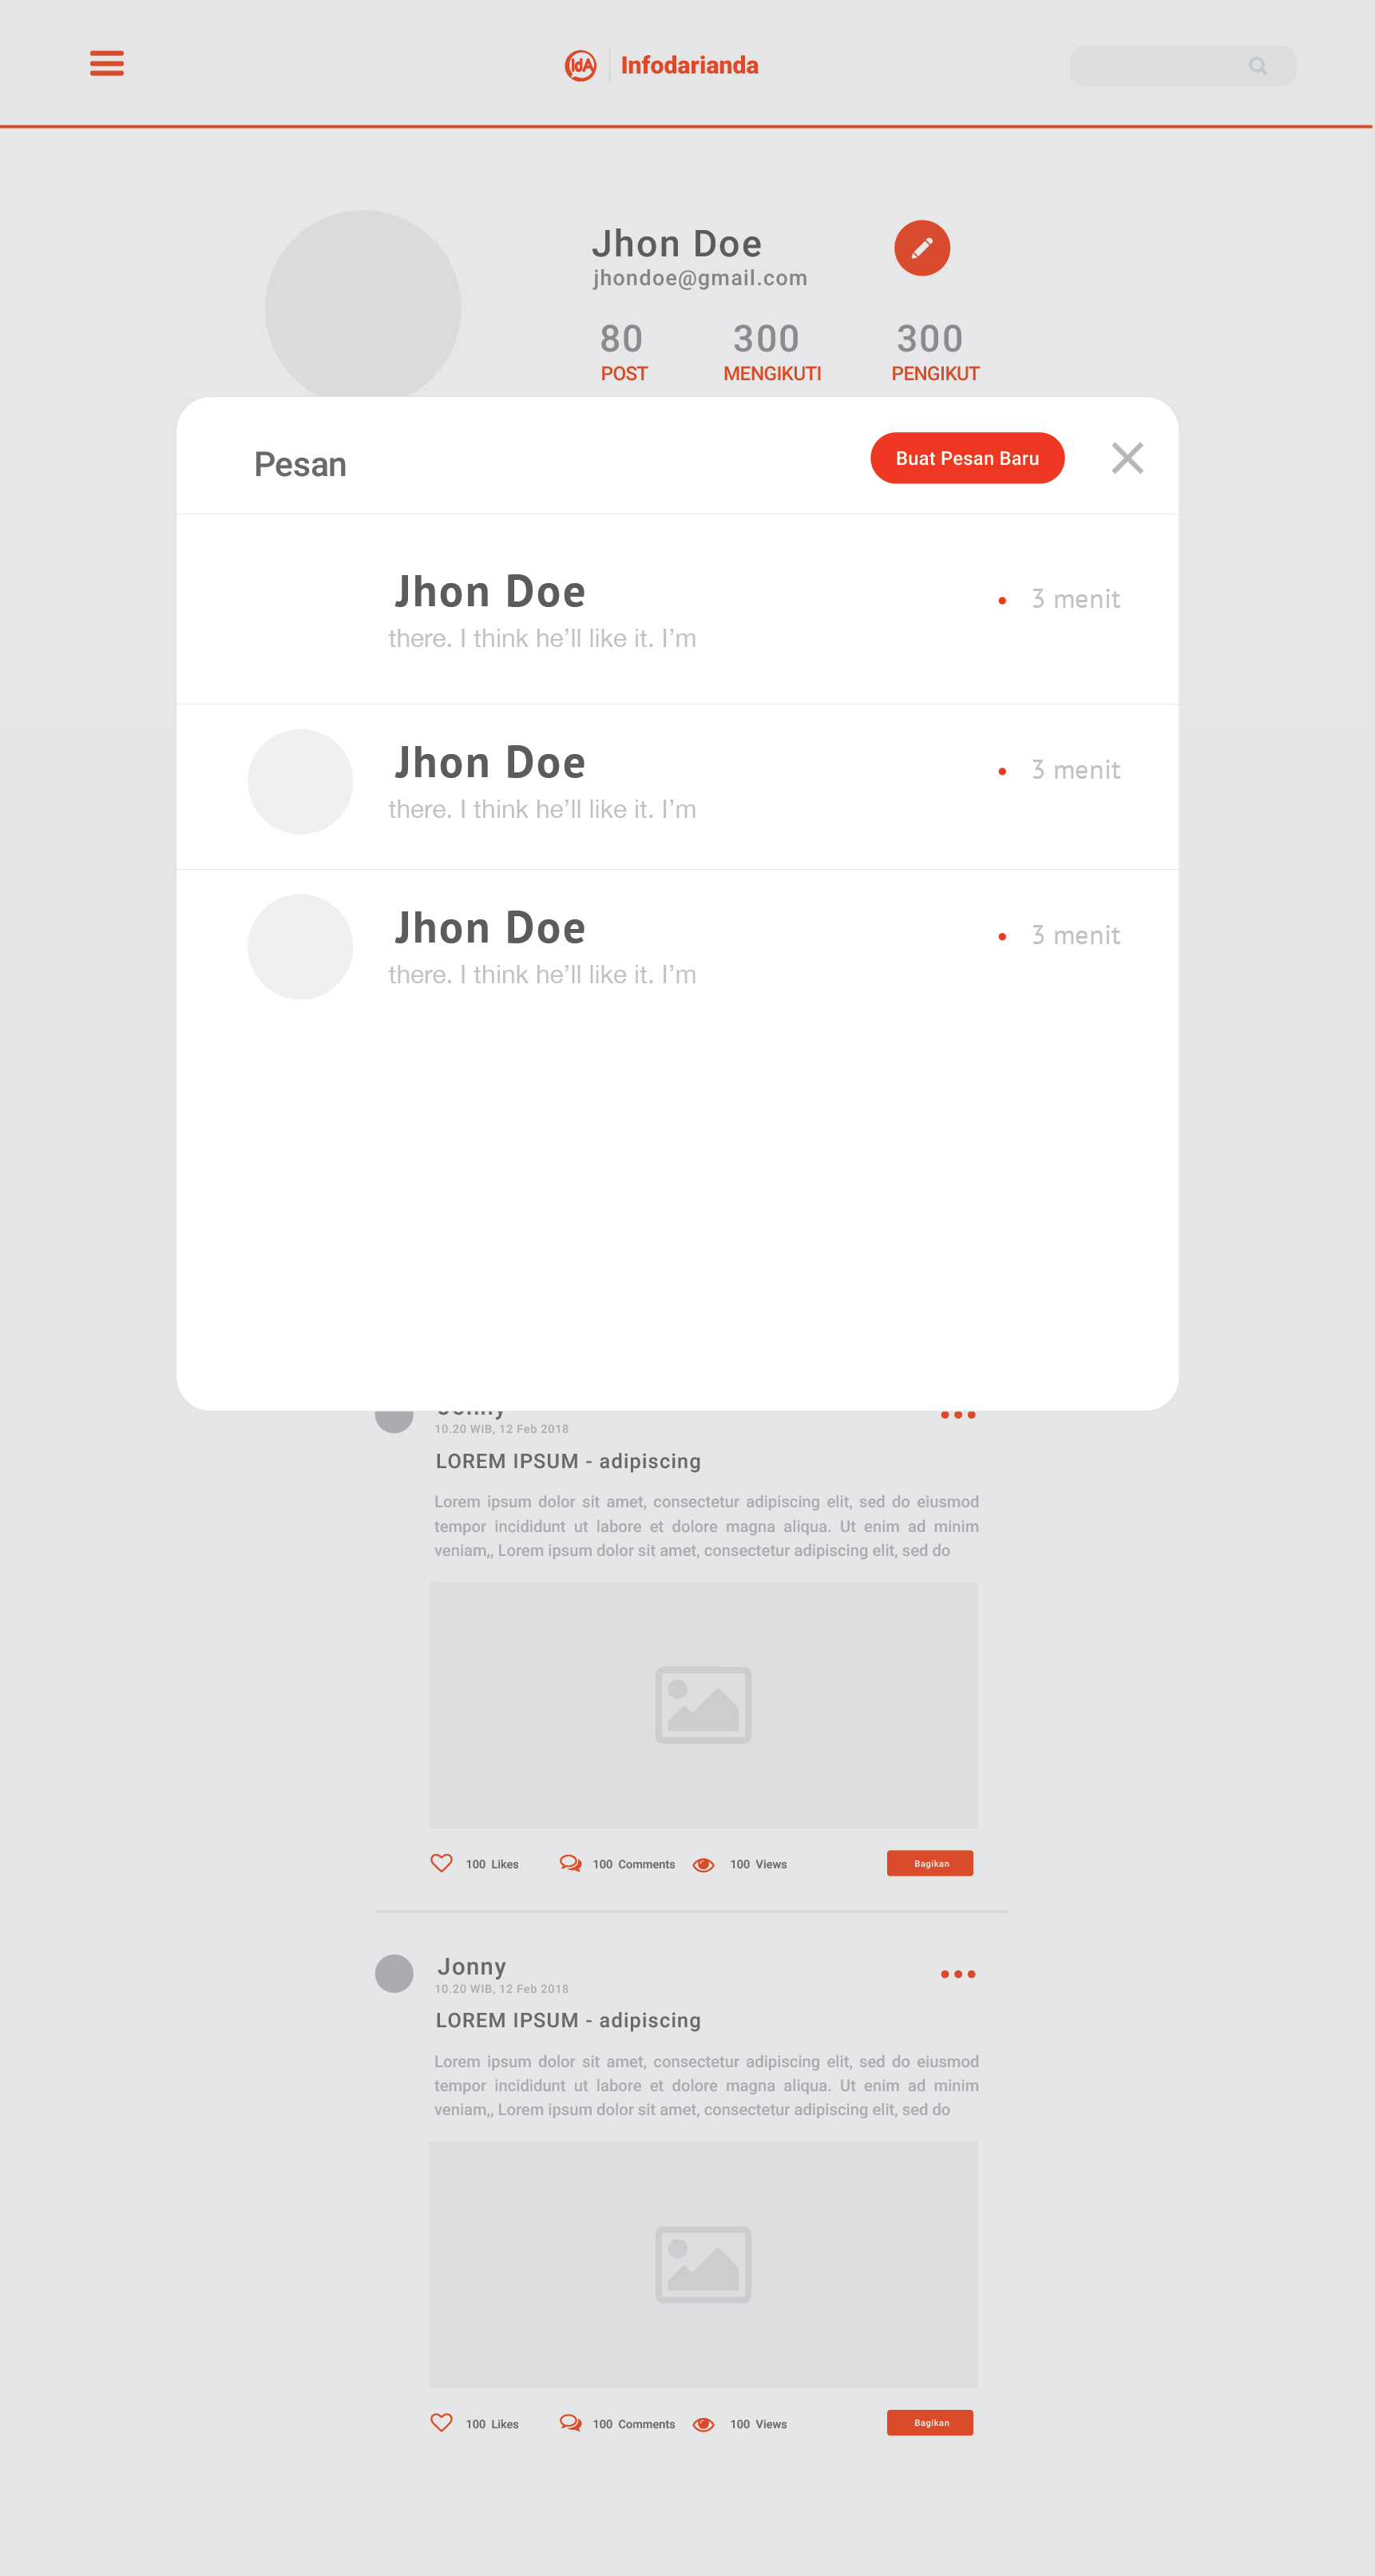 IdA
Infodarianda
Jhon Doe
jhondoe@gmail.com
80 300 300
POST MENGIKUTI PENGIKUT
Pesan
Buat Pesan Baru
Jhon Doe
3 menit
there. I think he’ll like it. I’m
Jhon Doe
3 menit
there. I think he’ll like it. I’m
Jhon Doe
3 menit
there. I think he’ll like it. I’m
Jonny
10.20 WIB, 12 Feb 2018
LOREM IPSUM - adipiscing
Lorem ipsum dolor sit amet, consectetur adipiscing elit, sed do eiusmod
tempor incididunt ut labore et dolore magna aliqua. Ut enim ad minim
veniam,, Lorem ipsum dolor sit amet, consectetur adipiscing elit, sed do
100 Likes 100 Comments 100 Views Bagikan
Jonny
10.20 WIB, 12 Feb 2018
LOREM IPSUM - adipiscing
Lorem ipsum dolor sit amet, consectetur adipiscing elit, sed do eiusmod
tempor incididunt ut labore et dolore magna aliqua. Ut enim ad minim
veniam,, Lorem ipsum dolor sit amet, consectetur adipiscing elit, sed do
100 Likes 100 Comments 100 Views Bagikan